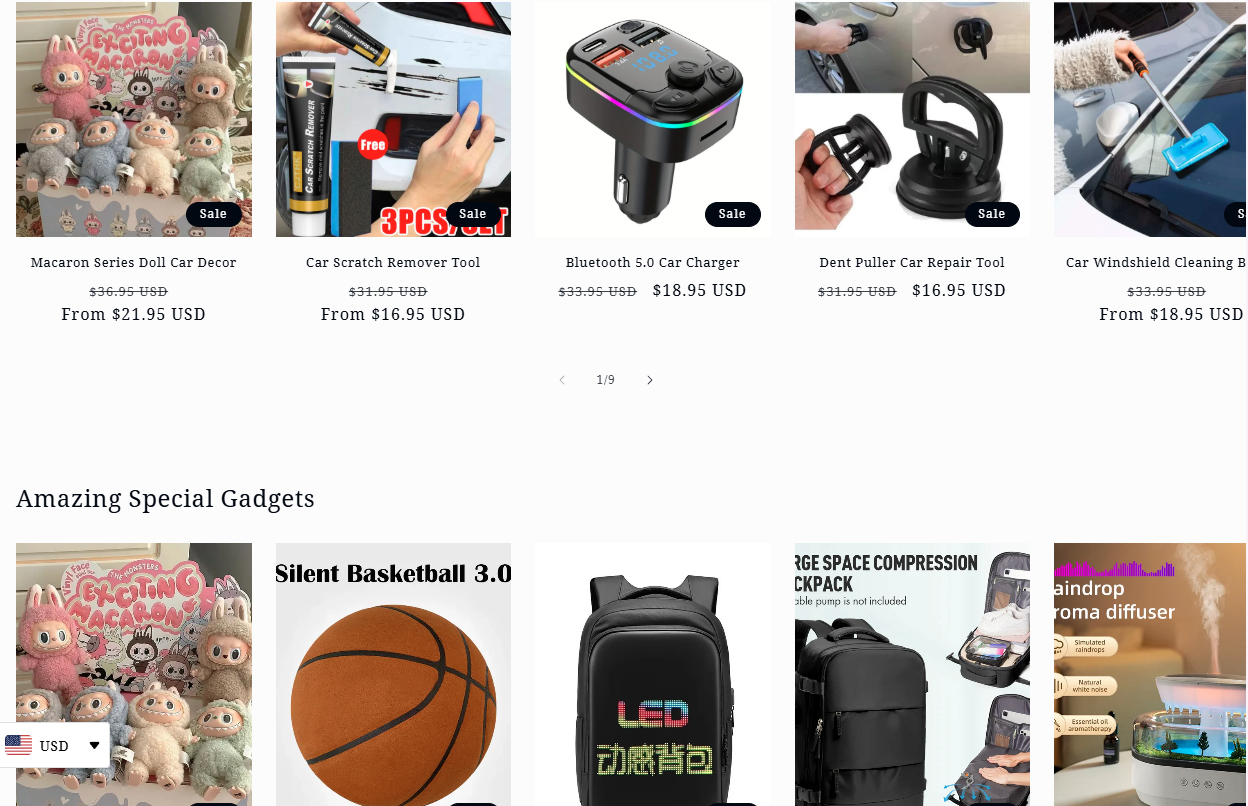 Vinyl Face
THE MONSTERS
EXCITING
MACARON
Sale
CAR SCRATCH REMOVER
Free
3PCS/SET
Sale
Sale
Sale
S
Macaron Series Doll Car Decor
$36.95 USD
From $21.95 USD
Car Scratch Remover Tool
$31.95 USD
From $16.95 USD
Bluetooth 5.0 Car Charger
$33.95 USD $18.95 USD
Dent Puller Car Repair Tool
$31.95 USD $16.95 USD
Car Windshield Cleaning B
$33.95 USD
From $18.95 USD
1/9
Amazing Special Gadgets
Vinyl Face
THE MONSTERS
EXCITING
MACARON
Silent Basketball 3.0
LED
动感背包
RGE SPACE COMPRESSION
CKPACK
able pump is not included
aindrop
roma diffuser
Simulated
raindrops
Natural
white noise
Essential oil
aromatherapy
USD